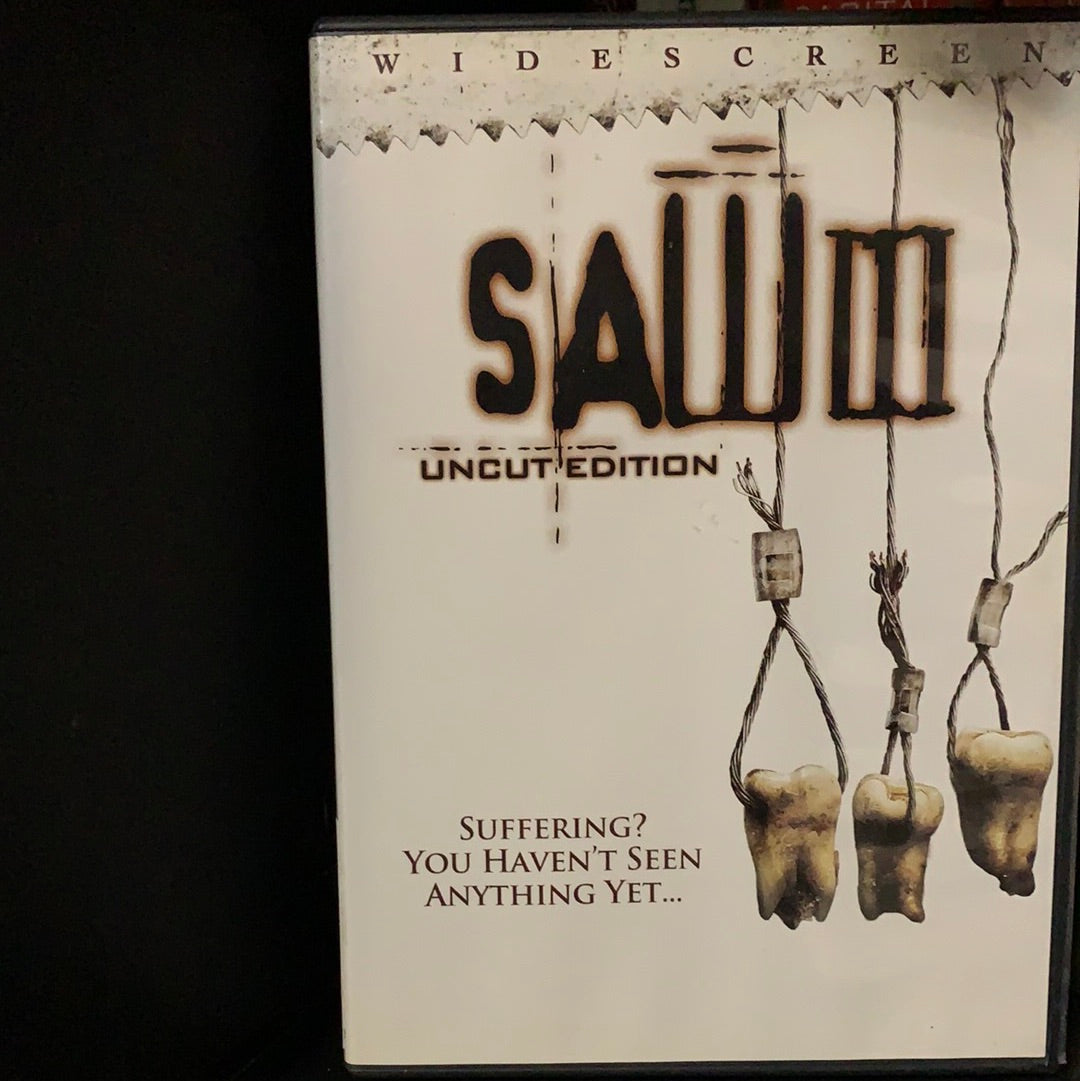 WIDESCREEN
SAW III
UNCUT EDITION
SUFFERING?
YOU HAVEN'T SEEN
ANYTHING YET...